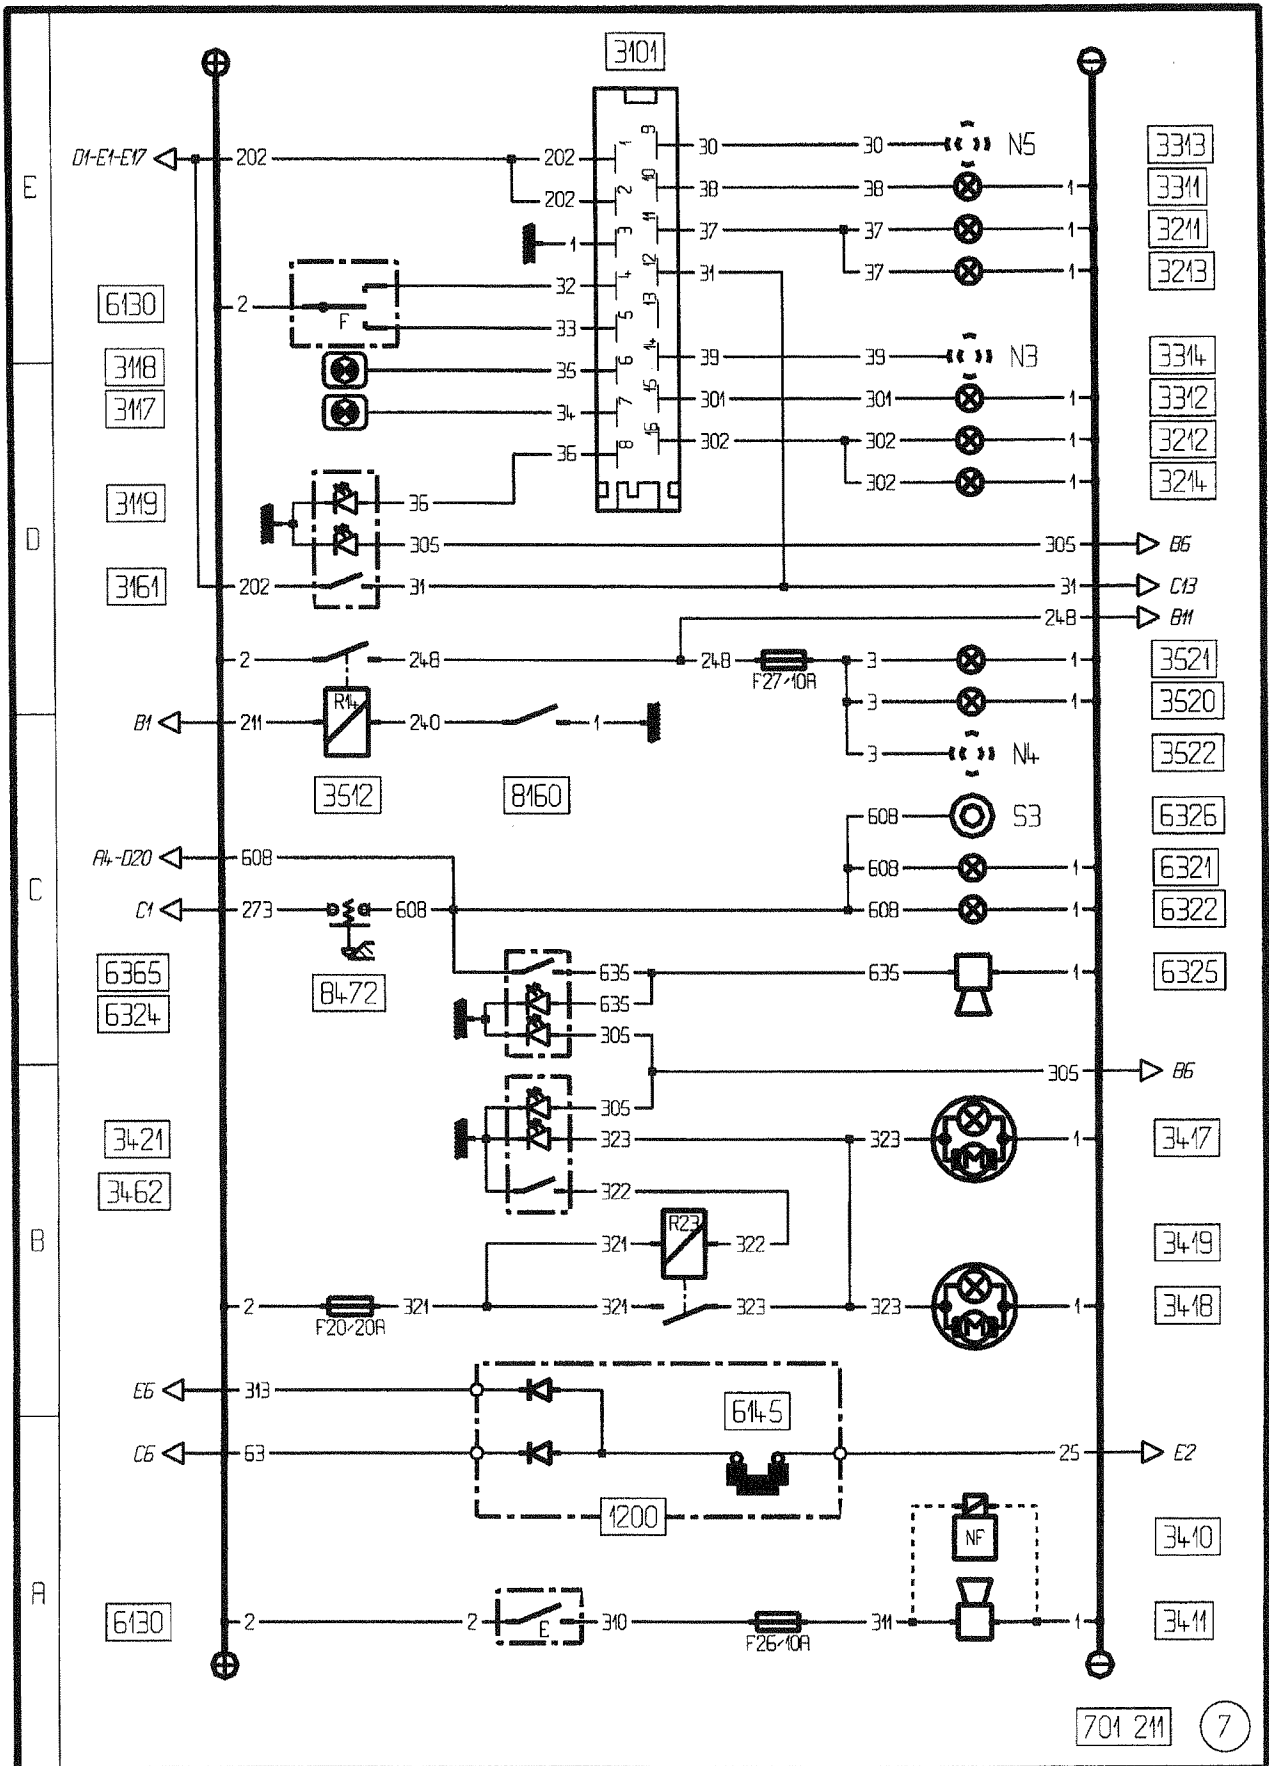 3101
D1-E1-E17 202 202 1 9 30 30 N5 3313
E 202 2 10 38 38 1 3311
1 3 11 37 37 1 3211
6130 2 F 32 4 12 31 37 1 3213
33 5 13
3118 35 6 14 39 39 N3 3314
3117 34 7 15 301 301 1 3312
36 8 16 302 302 1 3212
3119 36 302 1 3214
D 305 305 B6
3161 202 31 31 C13
248 B11
2 248 248 F27/10A 3 1 3521
B1 211 R14 240 1 3 1 3520
3 N4 3522
3512 8160
608 S3 6326
A4-D20 608 608 1 6321
C C1 273 608 608 1 6322
6365 8472 635 635 1 6325
6324 635
305
305 B6
305
3421 323 323 M 1 3417
3462 322
B 321 R23 322 3419
2 F20/20A 321 321 323 323 M 1 3418
E6 313 6145
C6 63 25 E2
1200
NF 3410
A
6130 2 2 E 310 F26/10A 311 1 3411
701 211 7